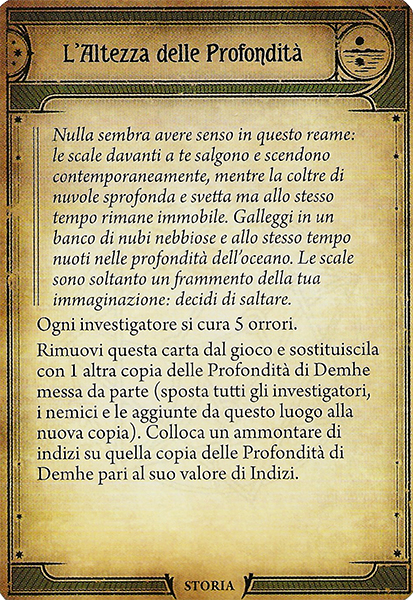 L'Altezza delle Profondità
Nulla sembra avere senso in questo reame:
le scale davanti a te salgono e scendono
contemporaneamente, mentre la coltre di
nuvole sprofonda e svetta ma allo stesso
tempo rimane immobile. Galleggi in un
banco di nubi nebbiose e allo stesso tempo
nuoti nelle profondità dell'oceano. Le scale
sono soltanto un frammento della tua
immaginazione: decidi di saltare.
Ogni investigatore si cura 5 orrori.
Rimuovi questa carta dal gioco e sostituiscila
con 1 altra copia delle Profondità di Demhe
messa da parte (sposta tutti gli investigatori,
i nemici e le aggiunte da questo luogo alla
nuova copia). Colloca un ammontare di
indizi su quella copia delle Profondità di
Demhe pari al suo valore di Indizi.
STORIA